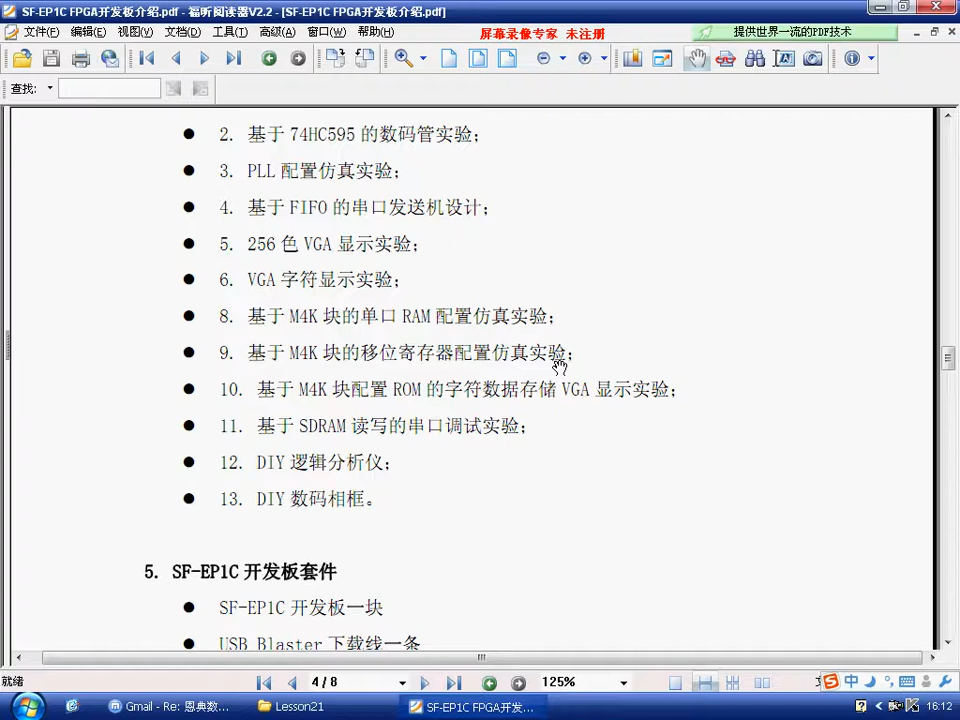 SF-EP1C FPGA开发板介绍.pdf - 福昕阅读器V2.2 - [SF-EP1C FPGA开发板介绍.pdf]
文件(F) 编辑(E) 视图(V) 文档(D) 工具(T) 高级(A) 窗口(W) 帮助(H)
屏幕录像专家 未注册
提供世界一流的PDF技术
查找:
2. 基于 74HC595 的数码管实验;
3. PLL 配置仿真实验;
4. 基于 FIFO 的串口发送机设计;
5. 256 色 VGA 显示实验;
6. VGA 字符显示实验;
8. 基于 M4K 块的单口 RAM 配置仿真实验;
9. 基于 M4K 块的移位寄存器配置仿真实验;
10. 基于 M4K 块配置 ROM 的字符数据存储 VGA 显示实验;
11. 基于 SDRAM 读写的串口调试实验;
12. DIY 逻辑分析仪;
13. DIY 数码相框。
5. SF-EP1C 开发板套件
SF-EP1C 开发板一块
USB Blaster 下载线一条
就绪
4 / 8
125%
中
Gmail - Re: 恩典数...
Lesson21
SF-EP1C FPGA开发...
16:12